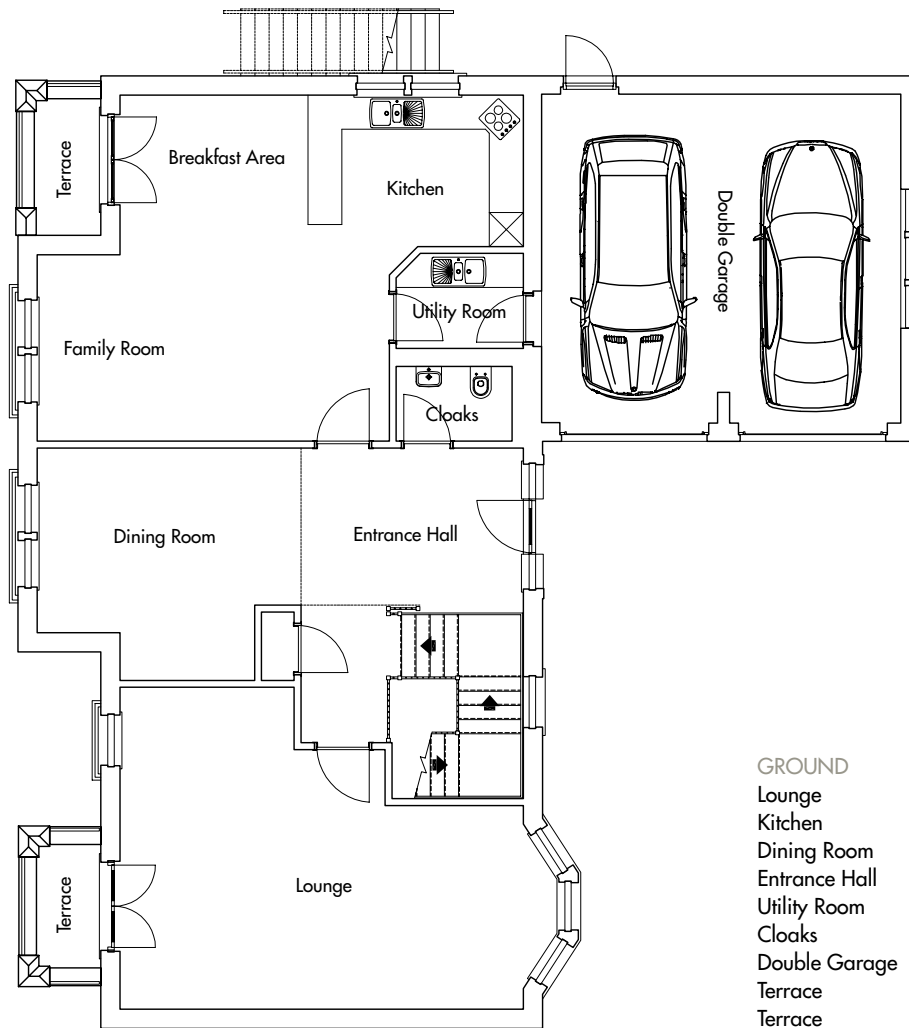 Breakfast Area
Terrace
Kitchen
Double Garage
Utility Room
Family Room
Cloaks
Dining Room
Entrance Hall
Lounge
Terrace
GROUND
Lounge
Kitchen
Dining Room
Entrance Hall
Utility Room
Cloaks
Double Garage
Terrace
Terrace